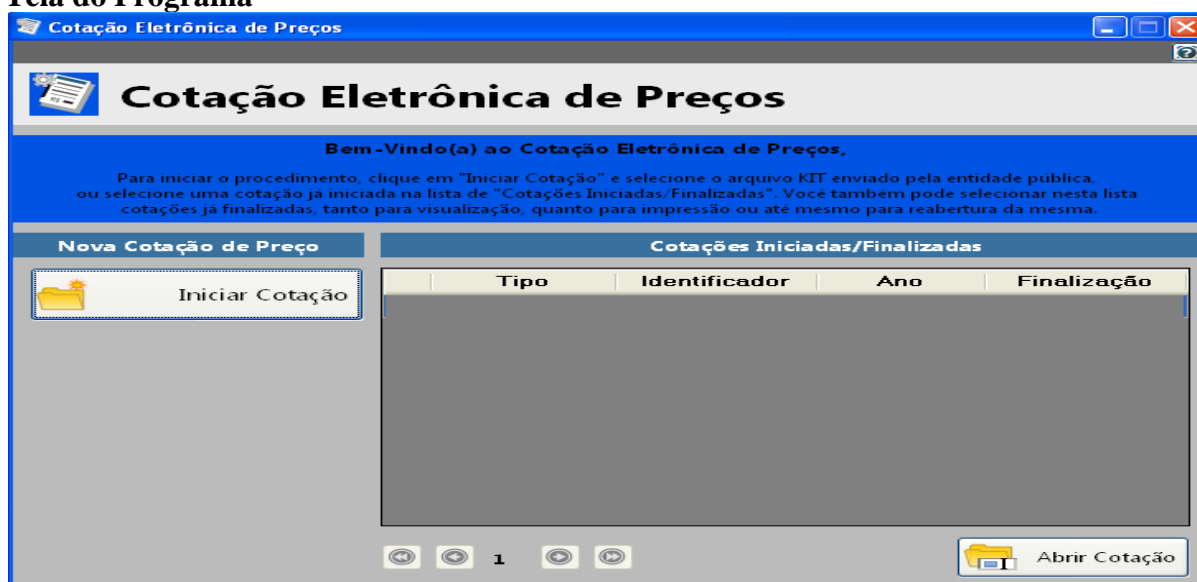 Tela do Programa
Cotação Eletrônica de Preços
Cotação Eletrônica de Preços
Bem-Vindo(a) ao Cotação Eletrônica de Preços,
Para iniciar o procedimento, clique em "Iniciar Cotação" e selecione o arquivo KIT enviado pela entidade pública,
ou selecione uma cotação já iniciada na lista de "Cotações Iniciadas/Finalizadas". Você também pode selecionar nesta lista
cotações já finalizadas, tanto para visualização, quanto para impressão ou até mesmo para reabertura da mesma.
Nova Cotação de Preço
Cotações Iniciadas/Finalizadas
Iniciar Cotação
Tipo Identificador Ano Finalização
1
Abrir Cotação